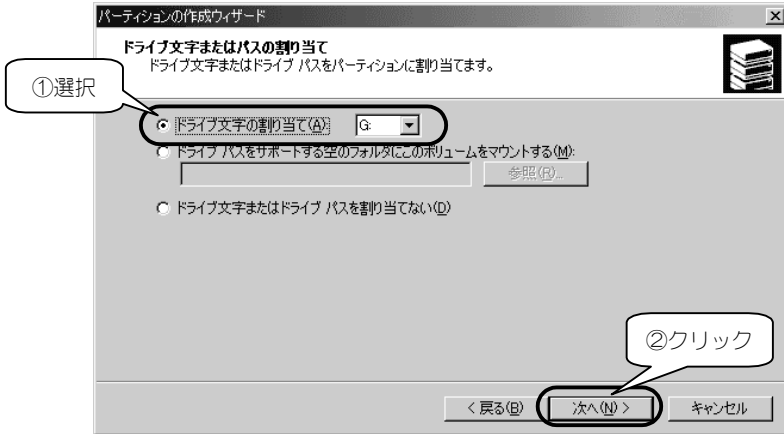 パーティションの作成ウィザード
ドライブ文字またはパスの割り当て
ドライブ文字またはドライブ パスをパーティションに割り当てます。
①選択
ドライブ文字の割り当て(A): G:
ドライブ パスをサポートする空のフォルダにこのボリュームをマウントする(M):
参照(R)...
ドライブ文字またはドライブ パスを割り当てない(D)
②クリック
< 戻る(B) 次へ(N) > キャンセル